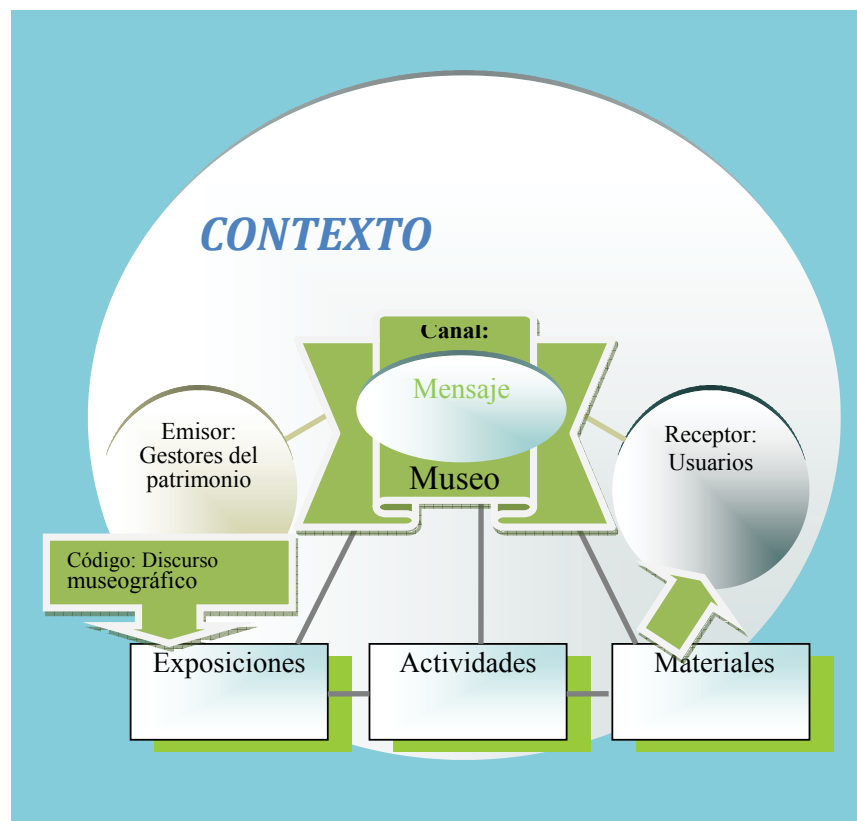 CONTEXTO
Canal:
Mensaje
Museo
Emisor:
Gestores del
patrimonio
Receptor:
Usuarios
Código: Discurso
museográfico
Exposiciones
Actividades
Materiales